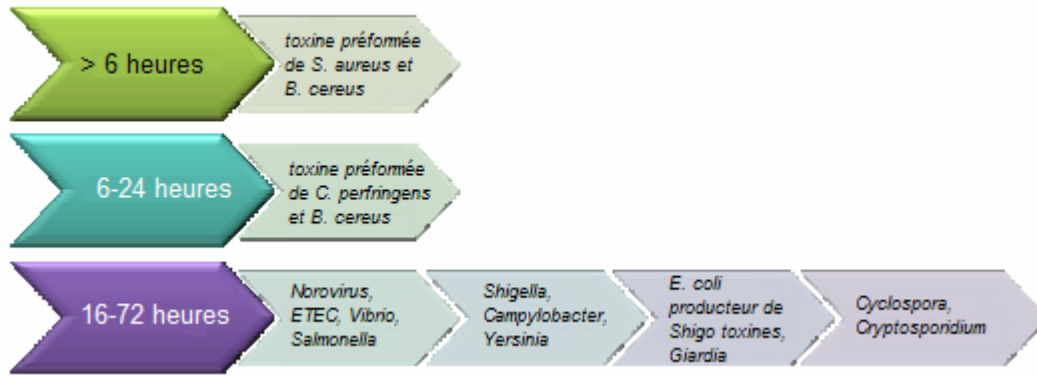 > 6 heures
toxine préformée
de S. aureus et
B. cereus
6-24 heures
toxine préformée
de C. perfringens
et B. cereus
16-72 heures
Norovirus,
ETEC, Vibrio,
Salmonella
Shigella,
Campylobacter,
Yersinia
E. coli
producteur de
Shigo toxines,
Giardia
Cyclospora,
Cryptosporidium